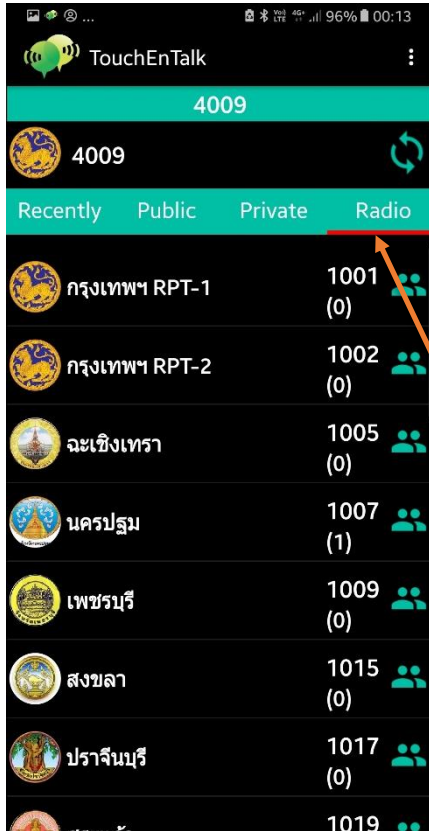 ... 96% 00:13
TouchEnTalk
4009
4009
Recently Public Private Radio
กรุงเทพฯ RPT-1 1001
(0)
กรุงเทพฯ RPT-2 1002
(0)
ฉะเชิงเทรา 1005
(0)
นครปฐม 1007
(1)
เพชรบุรี 1009
(0)
สงขลา 1015
(0)
ปราจีนบุรี 1017
(0)
1019